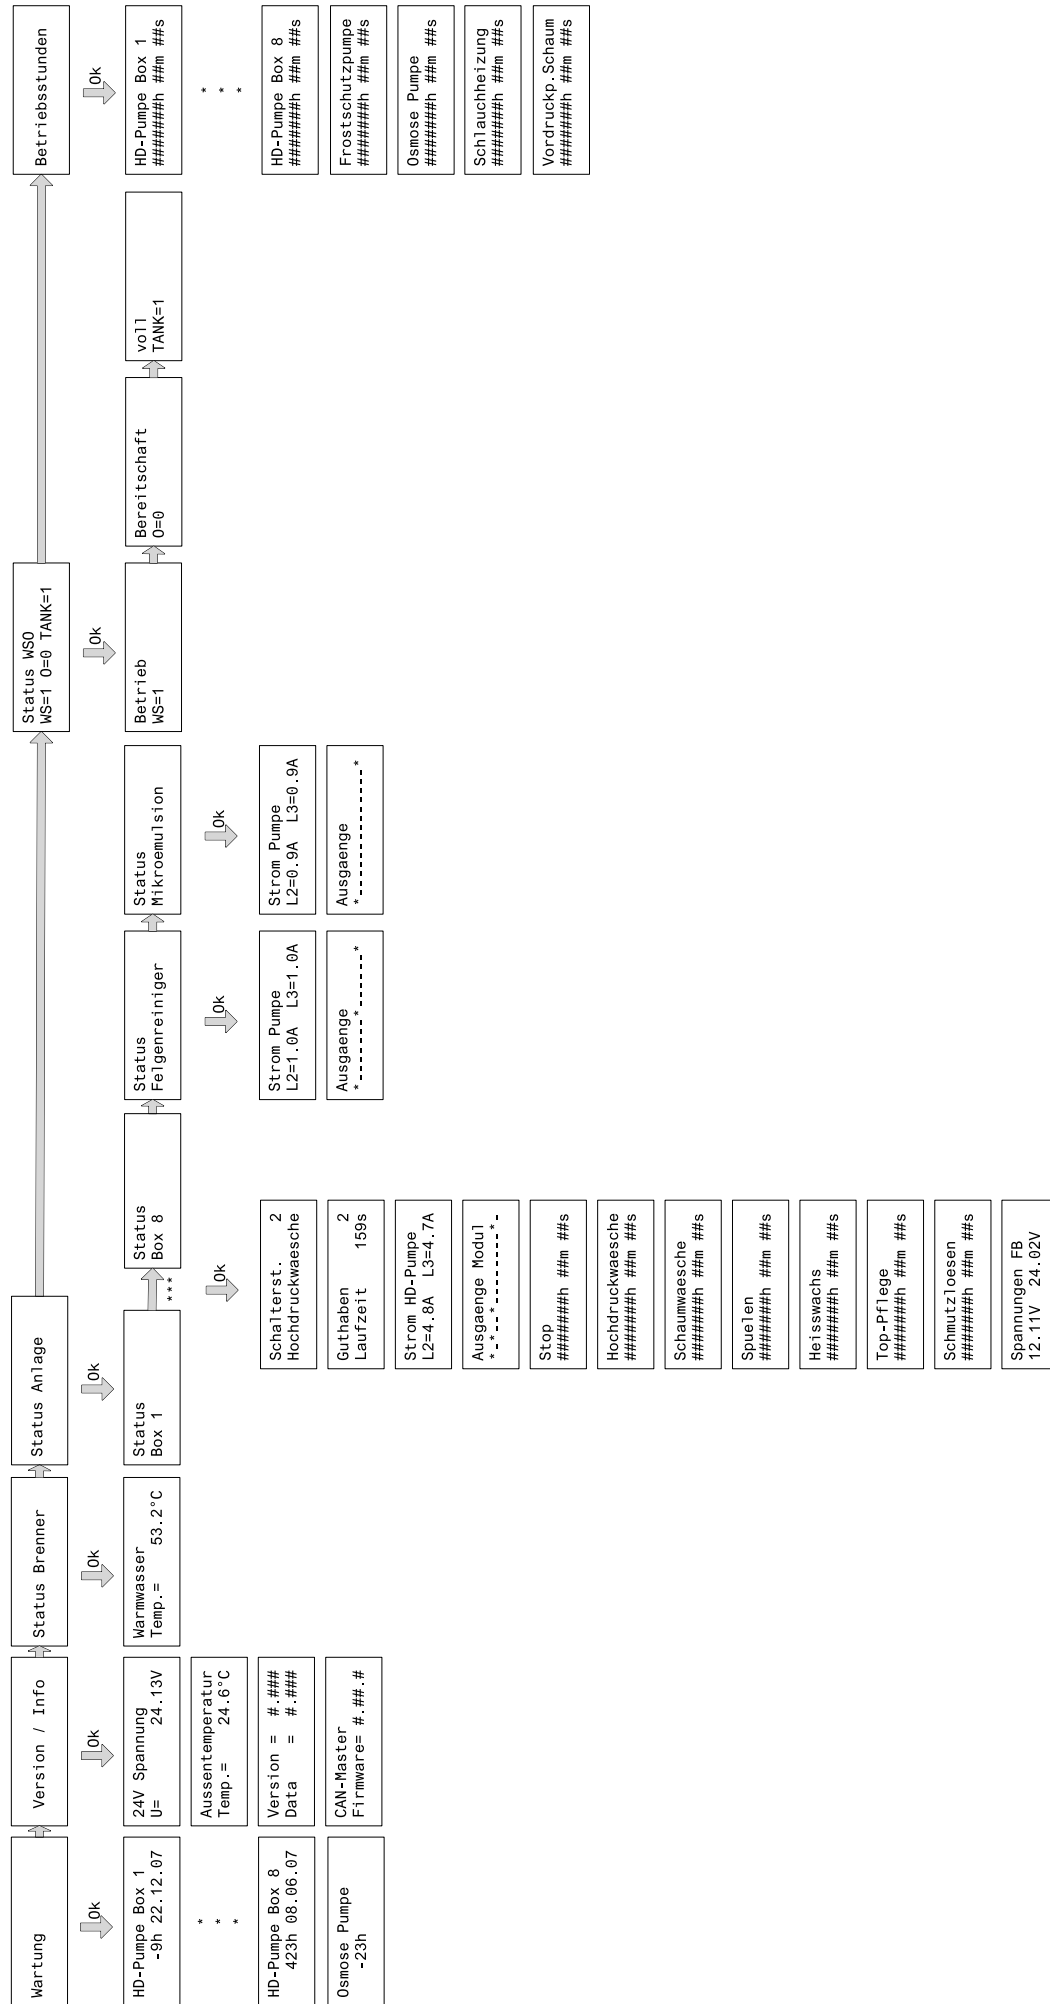 Wartung
Ok
HD-Pumpe Box 1
-9h 22.12.07
*
*
*
HD-Pumpe Box 8
423h 08.06.07
Osmose Pumpe
-23h
Version / Info
Ok
24V Spannung
U= 24.13V
Aussentemperatur
Temp.= 24.6°C
Version = #.###
Data = #.###
CAN-Master
Firmware= #.##.#
Status Brenner
Ok
Warmwasser
Temp.= 53.2°C
Status Anlage
Ok
Status
Box 1
***
Status
Box 8
Ok
Schalterst. 2
Hochdruckwaesche
Guthaben 2
Laufzeit 159s
Strom HD-Pumpe
L2=4.8A L3=4.7A
Ausgaenge Modul
*-*--*---------*-
Stop
#######h ##m ##s
Hochdruckwaesche
#######h ##m ##s
Schaumwaesche
#######h ##m ##s
Spuelen
#######h ##m ##s
Heisswachs
#######h ##m ##s
Top-Pflege
#######h ##m ##s
Schmutzloesen
#######h ##m ##s
Spannungen FB
12.11V 24.02V
Status
Felgenreiniger
Ok
Strom Pumpe
L2=1.0A L3=1.0A
Ausgaenge
*-------*-------*
Status
Mikroemulsion
Ok
Strom Pumpe
L2=0.9A L3=0.9A
Ausgaenge
*---------------*
Status WSO
WS=1 O=0 TANK=1
Ok
Betrieb
WS=1
Bereitschaft
O=0
voll
TANK=1
Betriebsstunden
Ok
HD-Pumpe Box 1
#######h ##m ##s
*
*
*
HD-Pumpe Box 8
#######h ##m ##s
Frostschutzpumpe
#######h ##m ##s
Osmose Pumpe
#######h ##m ##s
Schlauchheizung
#######h ##m ##s
Vordruckp.Schaum
#######h ##m ##s